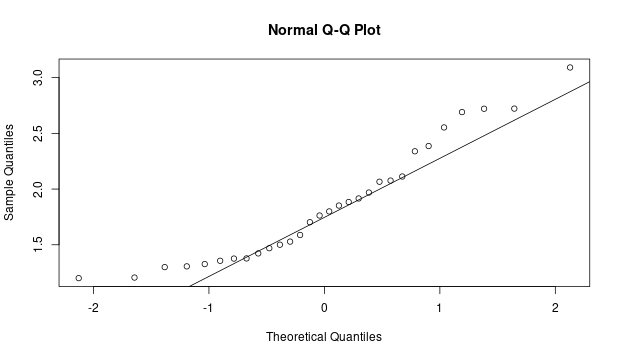 Normal Q-Q Plot
3.0
2.5
2.0
1.5
Sample Quantiles
-2 -1 0 1 2
Theoretical Quantiles